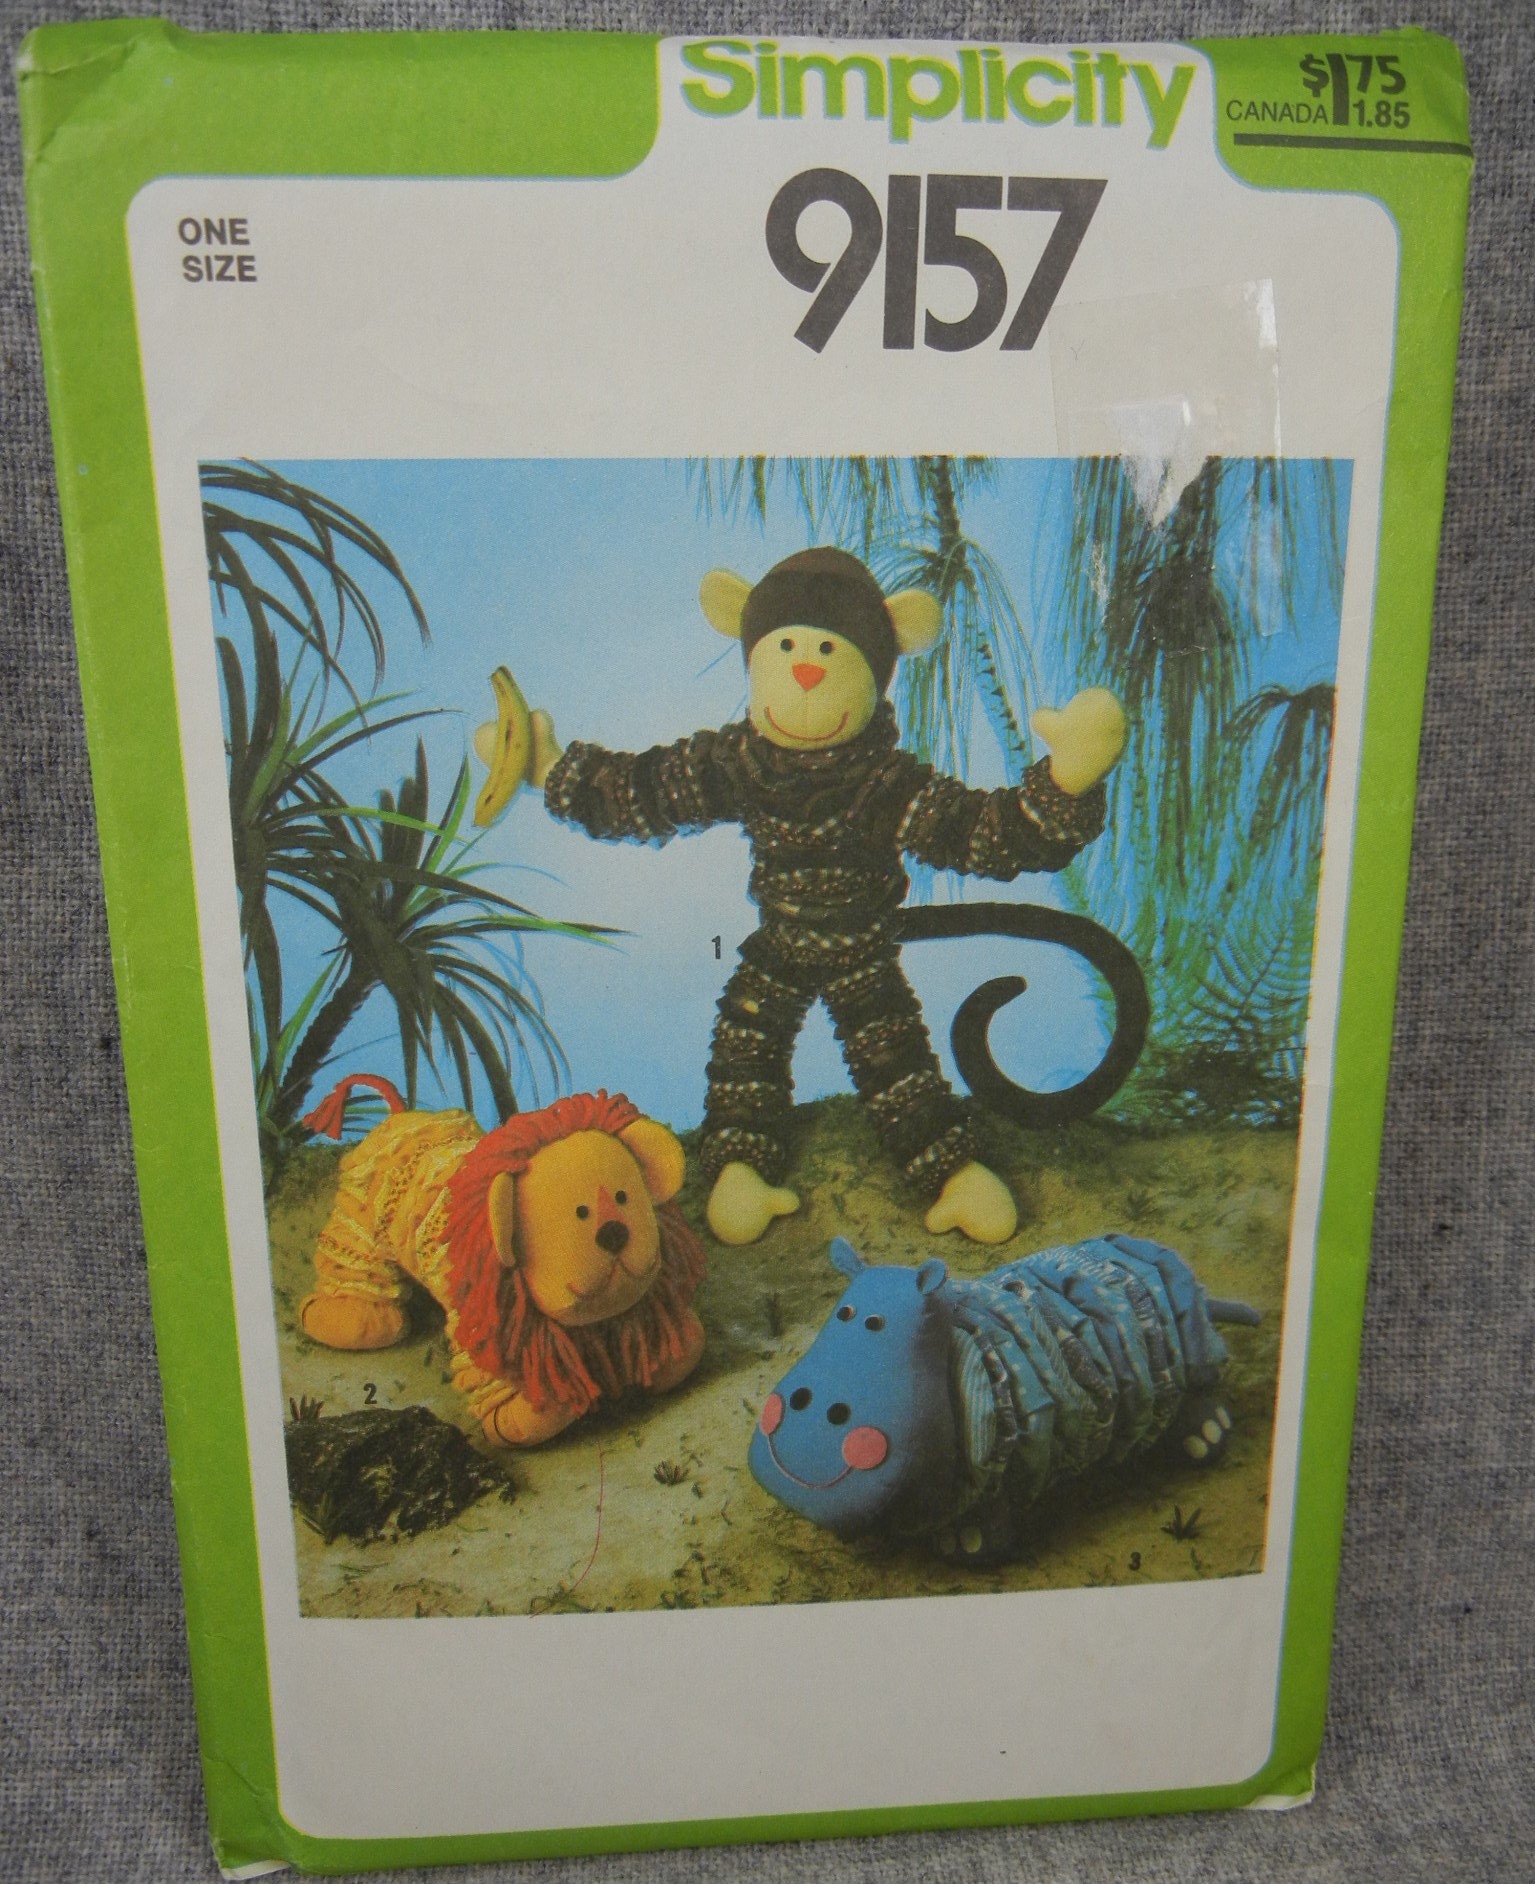 Simplicity
$1.75
CANADA 1.85
9157
ONE
SIZE
1
2
3